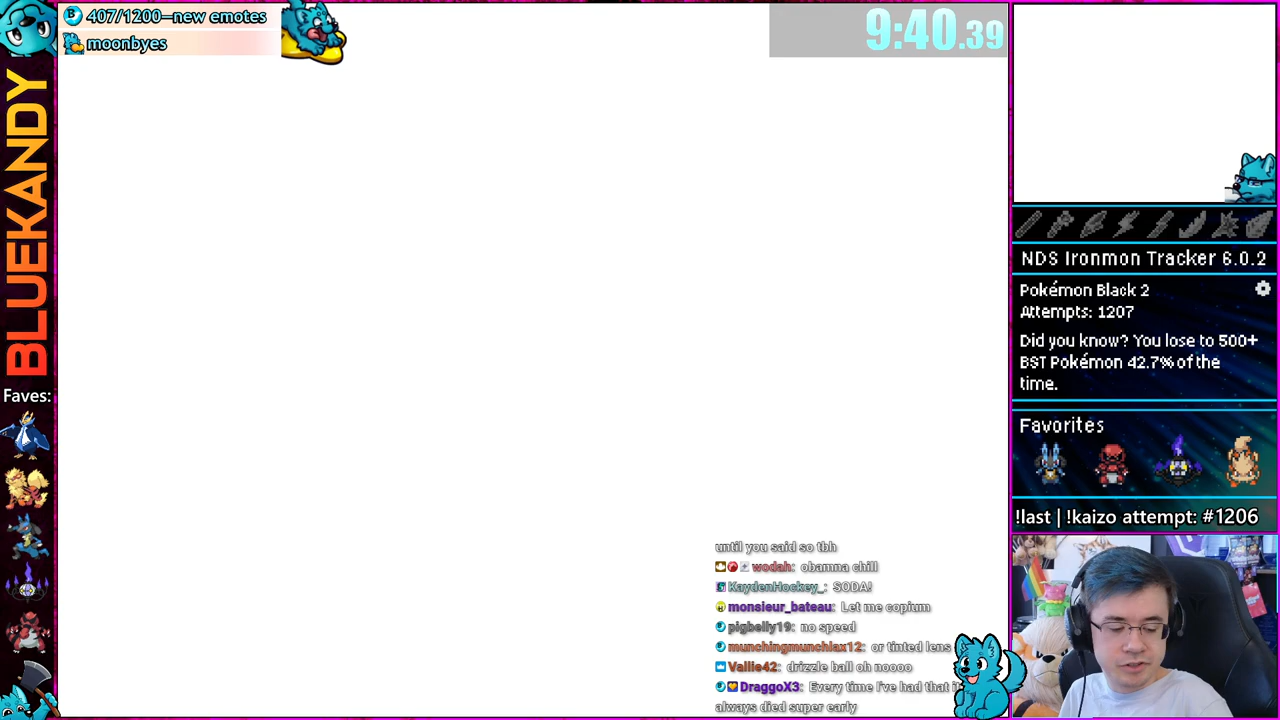 407/1200-new emotes
moonbyes
9:40.39
BLUEKANDY
Faves:
NDS Ironmon Tracker 6.0.2
Pokémon Black 2
Attempts: 1207
Did you know? You lose to 500+
BST Pokémon 42.7% of the
time.
Favorites
!last | !kaizo attempt: #1206
until you said so tbh
wodah: obamna chill
KaydenHockey_: SODA!
monsieur_bateau: Let me copium
pigbelly19: no speed
munchingmunchlax12: or tinted lens
Vallie42: drizzle ball oh noooo
DraggoX3: Every time I've had that it
always died super early